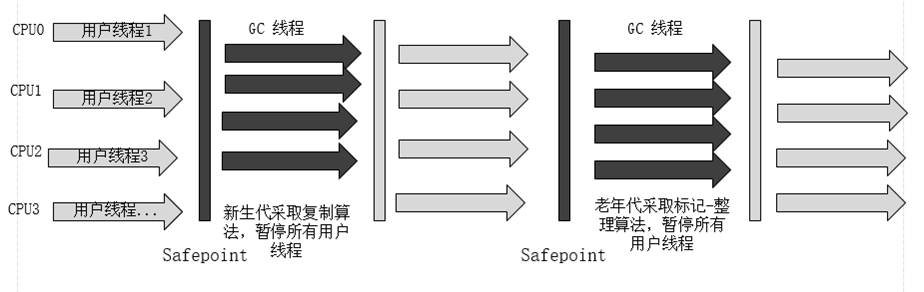 CPU0
用户线程1
GC 线程
GC 线程
CPU1
用户线程2
CPU2
用户线程3
CPU3
用户线程...
新生代采取复制算
法，暂停所有用户
线程
老年代采取标记-整
理算法，暂停所有
用户线程
Safepoint
Safepoint